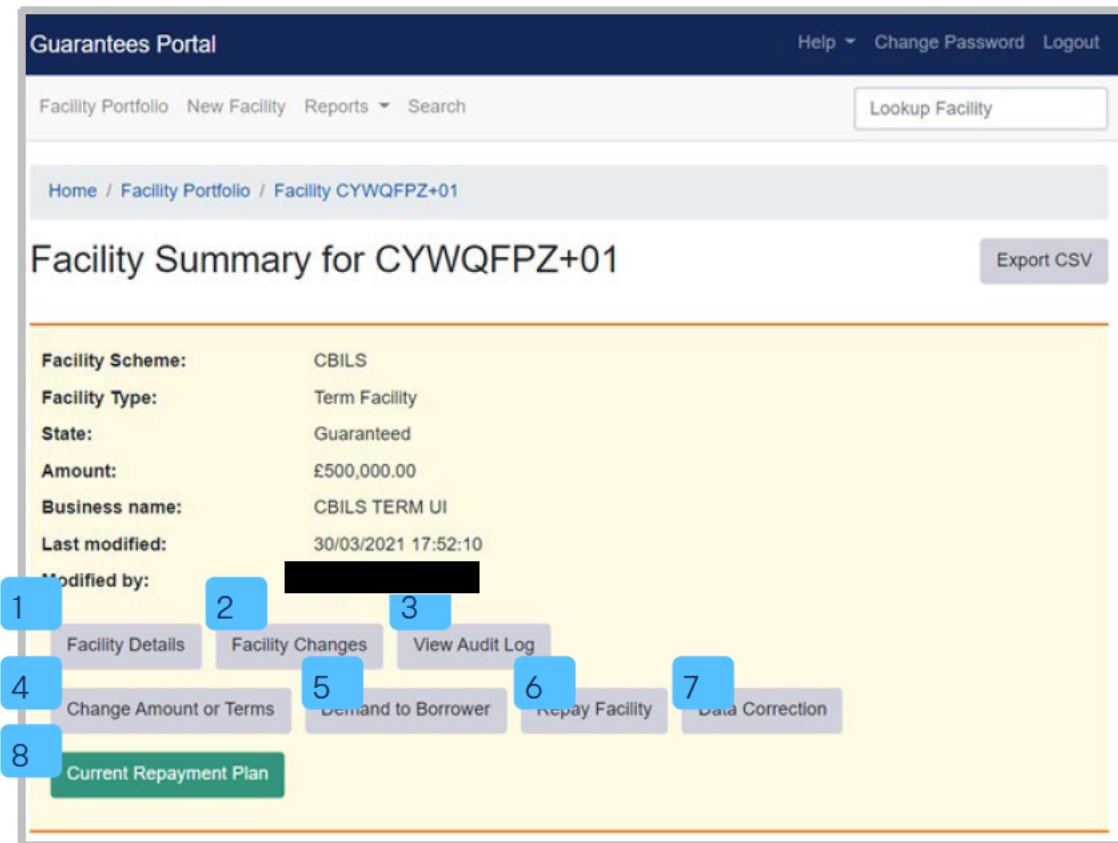 Guarantees Portal Help Change Password Logout
Facility Portfolio New Facility Reports Search Lookup Facility
Home / Facility Portfolio / Facility CYWQFPZ+01
Facility Summary for CYWQFPZ+01 Export CSV
Facility Scheme: CBILS
Facility Type: Term Facility
State: Guaranteed
Amount: £500,000.00
Business name: CBILS TERM UI
Last modified: 30/03/2021 17:52:10
Modified by:
1 2 3
Facility Details Facility Changes View Audit Log
4 5 6 7
Change Amount or Terms Demand to Borrower Repay Facility Data Correction
8
Current Repayment Plan